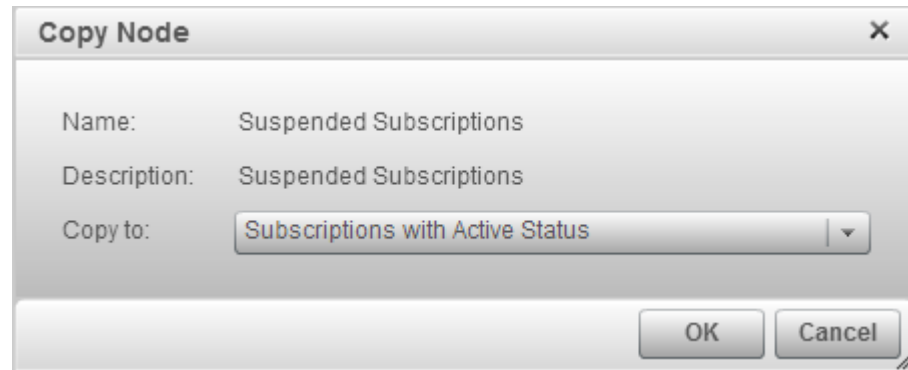 Copy Node
Name: Suspended Subscriptions
Description: Suspended Subscriptions
Copy to: Subscriptions with Active Status
OK Cancel